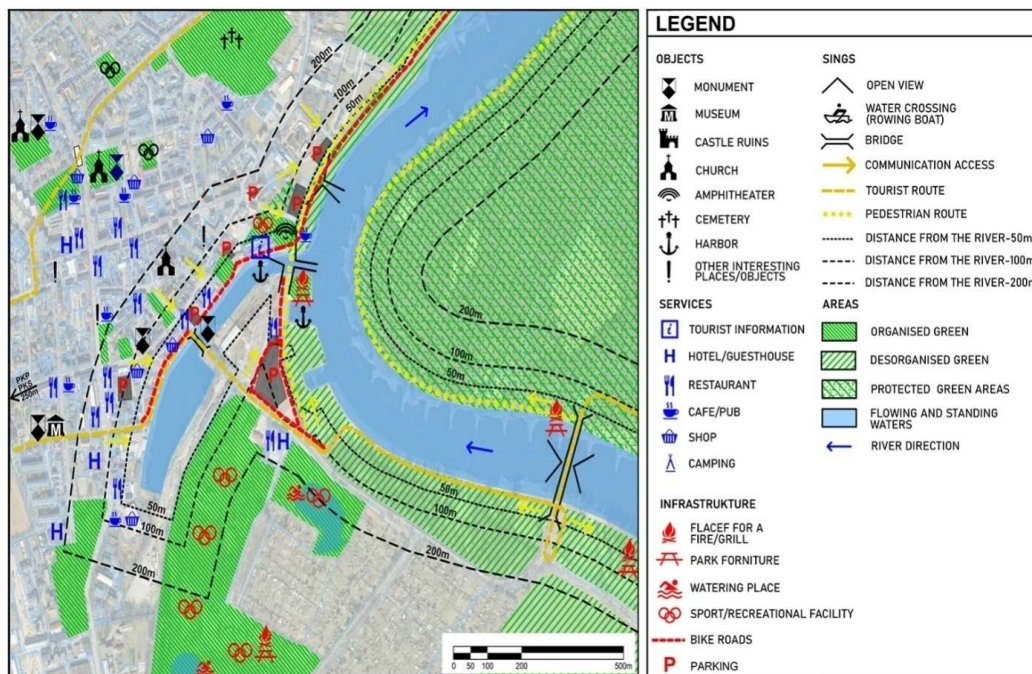 200m
100m
50m
P
P
P
H
i
P
200m
100m
50m
P
P
P
PKP
PKS
250m
M
H
H
H
50m
100m
200m
50m
100m
200m
0 50 100 200 500m
LEGEND
OBJECTS
MONUMENT
M MUSEUM
CASTLE RUINS
CHURCH
AMPHITHEATER
CEMETERY
HARBOR
! OTHER INTERESTING
PLACES/OBJECTS
SERVICES
i TOURIST INFORMATION
H HOTEL/GUESTHOUSE
RESTAURANT
CAFE/PUB
SHOP
CAMPING
INFRASTRUKTURE
FLACEF FOR A
FIRE/GRILL
PARK FORNITURE
WATERING PLACE
SPORT/RECREATIONAL FACILITY
BIKE ROADS
P PARKING
SINGS
OPEN VIEW
WATER CROSSING
(ROWING BOAT)
BRIDGE
COMMUNICATION ACCESS
TOURIST ROUTE
PEDESTRIAN ROUTE
DISTANCE FROM THE RIVER-50m
DISTANCE FROM THE RIVER-100m
DISTANCE FROM THE RIVER-200m
AREAS
ORGANISED GREEN
DESORGANISED GREEN
PROTECTED GREEN AREAS
FLOWING AND STANDING
WATERS
RIVER DIRECTION